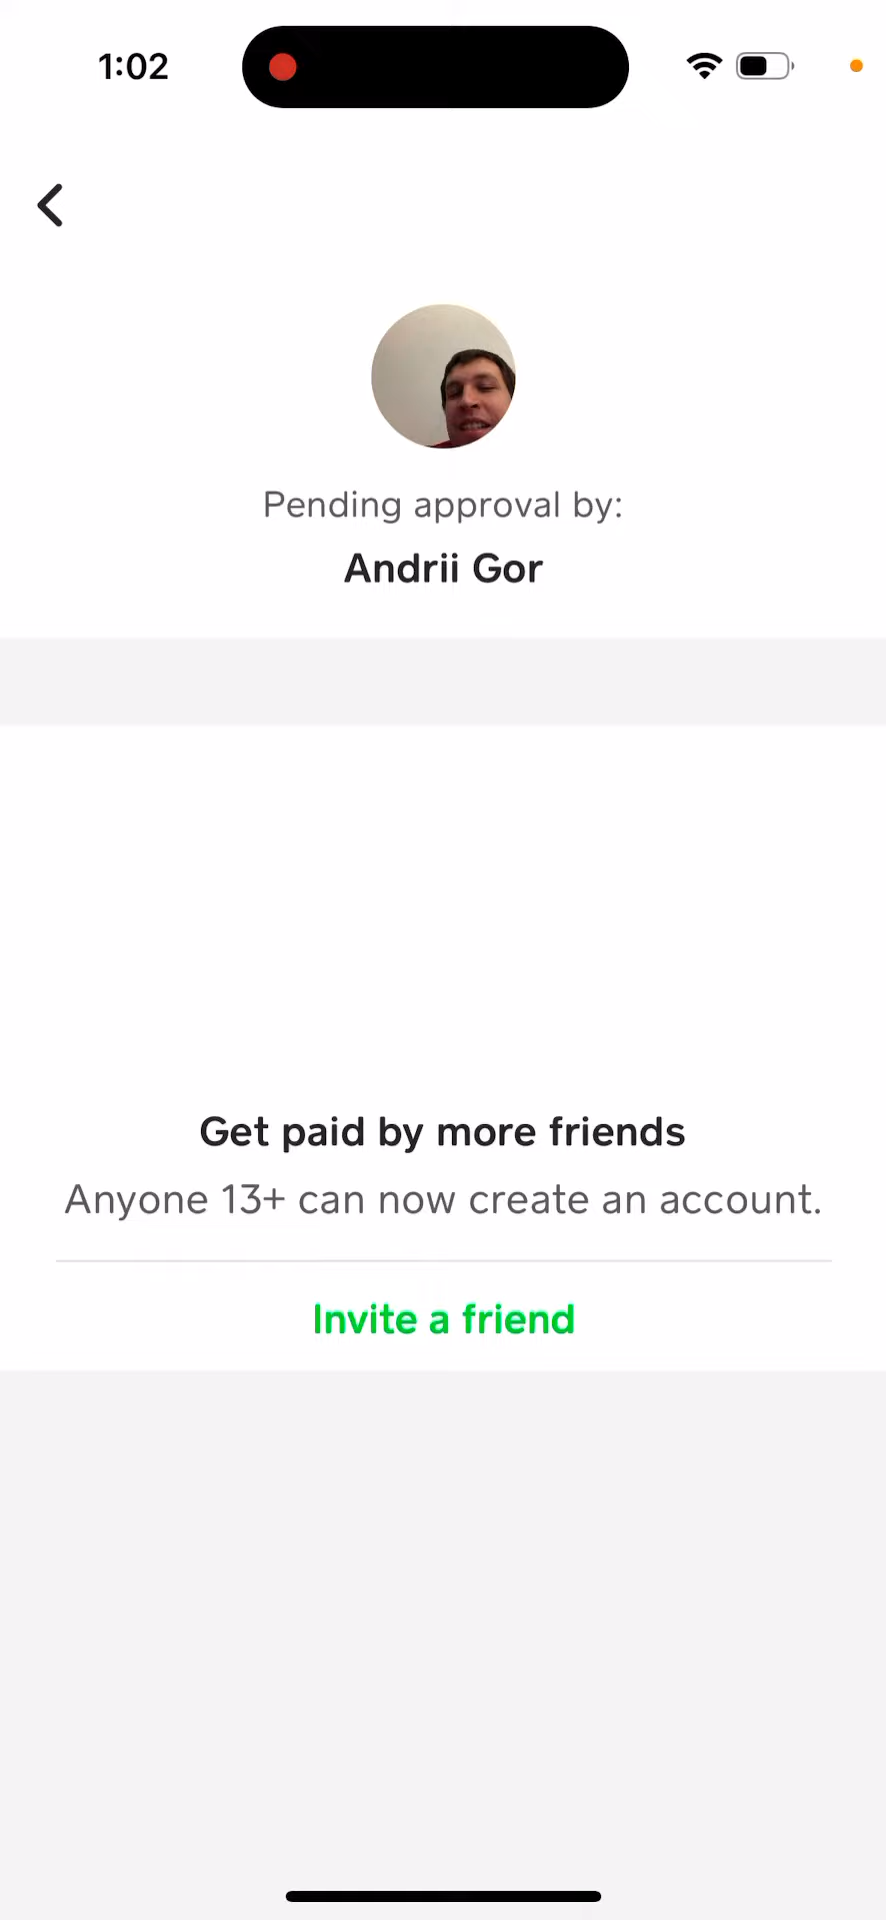 1:02
Pending approval by:
Andrii Gor
Get paid by more friends
Anyone 13+ can now create an account.
Invite a friend